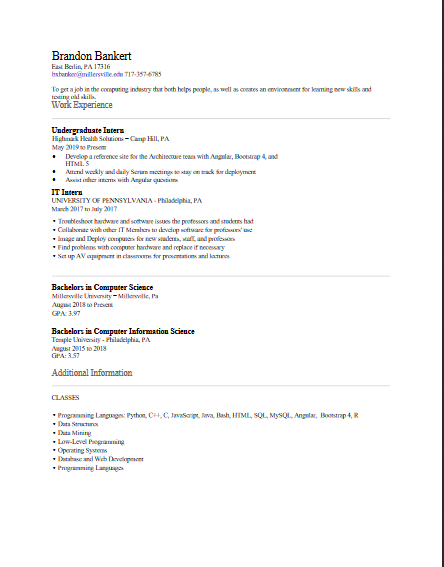 Brandon Bankert
East Berlin, PA 17316
bxbanker@millersville.edu 717-357-6785
To get a job in the computing industry that both helps people, as well as creates an environment for learning new skills and
testing old skills.
Work Experience
Undergraduate Intern
Highmark Health Solutions – Camp Hill, PA
May 2019 to Present
• Develop a reference site for the Architecture team with Angular, Bootstrap 4, and
HTML 5
• Attend weekly and daily Scrum meetings to stay on track for deployment
• Assist other interns with Angular questions
IT Intern
UNIVERSITY OF PENNSYLVANIA - Philadelphia, PA
March 2017 to July 2017
• Troubleshoot hardware and software issues the professors and students had
• Collaborate with other IT Members to develop software for professors' use
• Image and Deploy computers for new students, staff, and professors
• Find problems with computer hardware and replace if necessary
• Set up AV equipment in classrooms for presentations and lectures
Bachelors in Computer Science
Millersville University – Millersville, Pa
August 2018 to Present
GPA: 3.97
Bachelors in Computer Information Science
Temple University - Philadelphia, PA
August 2015 to 2018
GPA: 3.57
Additional Information
CLASSES
• Programming Languages: Python, C++, C, JavaScript, Java, Bash, HTML, SQL, MySQL, Angular, Bootstrap 4, R
• Data Structures
• Data Mining
• Low-Level Programming
• Operating Systems
• Database and Web Development
• Programming Languages